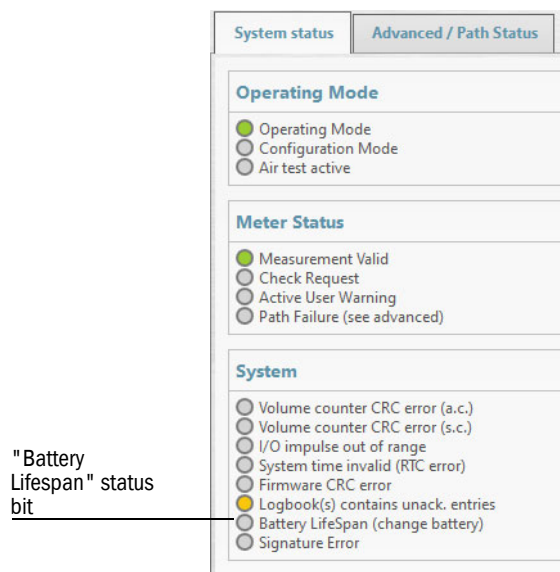 System status
Advanced / Path Status
Operating Mode
Operating Mode
Configuration Mode
Air test active
Meter Status
Measurement Valid
Check Request
Active User Warning
Path Failure (see advanced)
System
Volume counter CRC error (a.c.)
Volume counter CRC error (s.c.)
I/O impulse out of range
System time invalid (RTC error)
Firmware CRC error
Logbook(s) contains unack. entries
Battery LifeSpan (change battery)
Signature Error
"Battery
Lifespan" status
bit